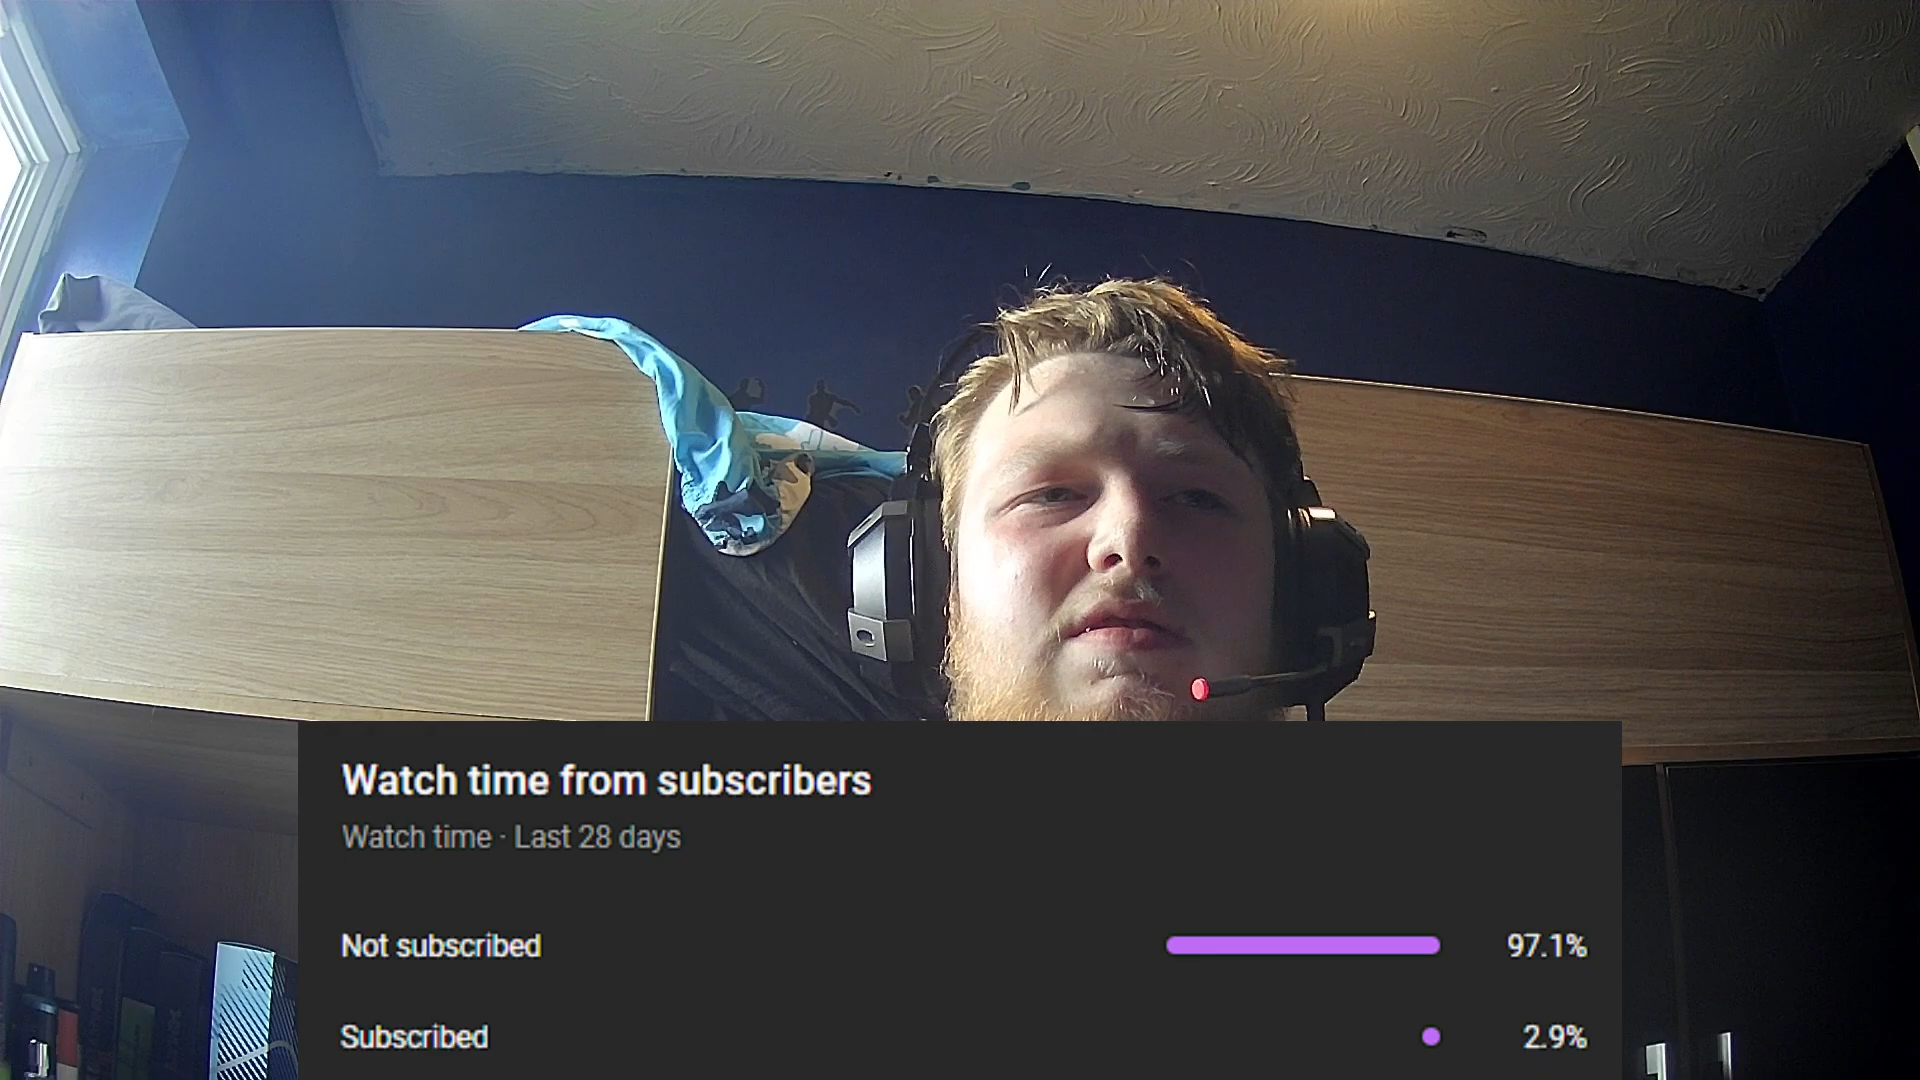 Watch time from subscribers
Watch time · Last 28 days
Not subscribed 97.1%
Subscribed 2.9%